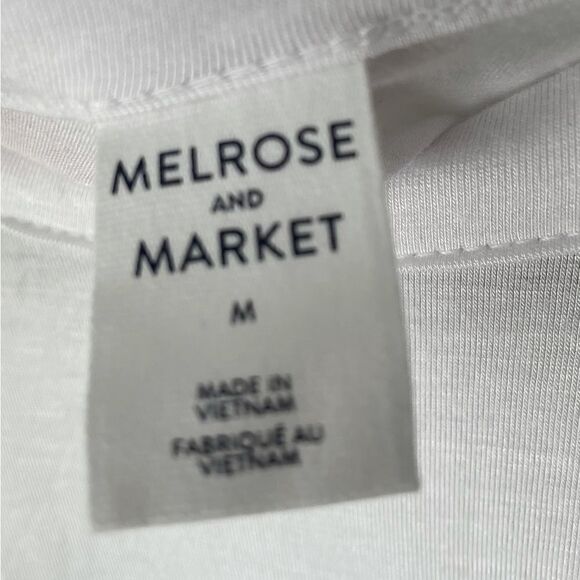 MELROSE
AND
MARKET
M
MADE IN
VIETNAM
FABRIQUÉ AU
VIETNAM